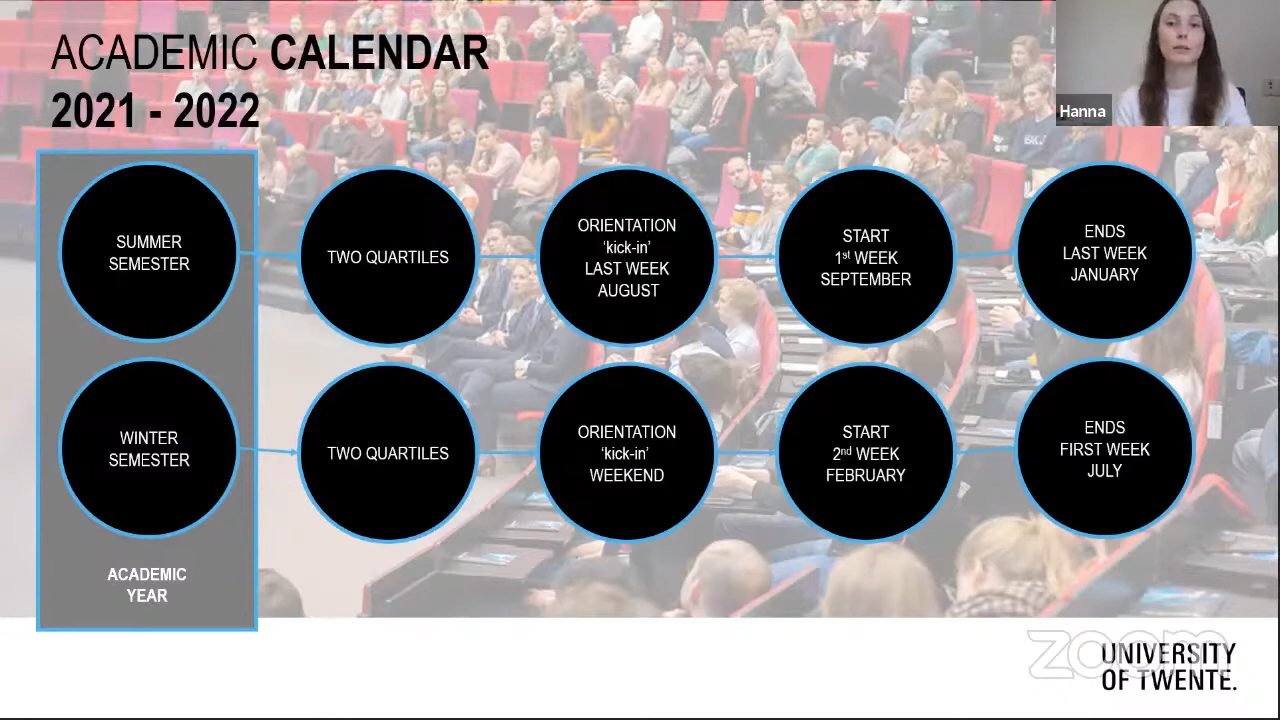 ACADEMIC CALENDAR
2021 - 2022
Hanna
SUMMER
SEMESTER
TWO QUARTILES
ORIENTATION
‘kick-in’
LAST WEEK
AUGUST
START
1st WEEK
SEPTEMBER
ENDS
LAST WEEK
JANUARY
WINTER
SEMESTER
TWO QUARTILES
ORIENTATION
‘kick-in’
WEEKEND
START
2nd WEEK
FEBRUARY
ENDS
FIRST WEEK
JULY
ACADEMIC
YEAR
zoom
UNIVERSITY
OF TWENTE.